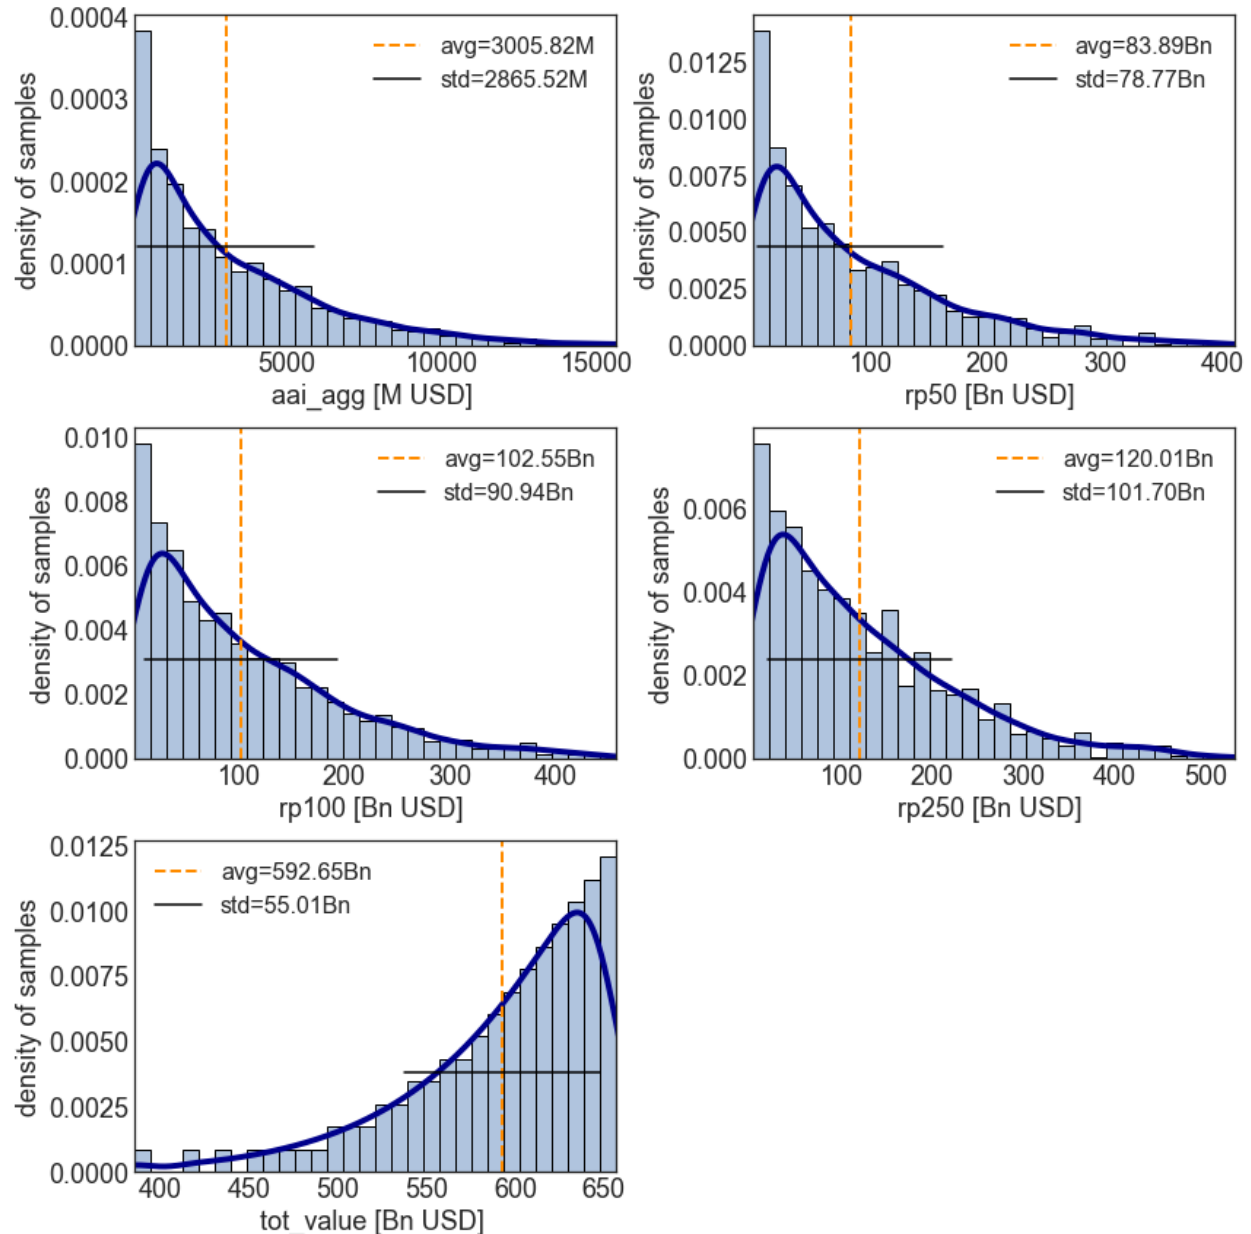 0.0004
0.0003
0.0002
0.0001
0.0000
density of samples
avg=3005.82M
std=2865.52M
5000
10000
15000
aai_agg [M USD]
0.0125
0.0100
0.0075
0.0050
0.0025
0.0000
density of samples
avg=83.89Bn
std=78.77Bn
100
200
300
400
rp50 [Bn USD]
0.010
0.008
0.006
0.004
0.002
0.000
density of samples
avg=102.55Bn
std=90.94Bn
100
200
300
400
rp100 [Bn USD]
0.006
0.004
0.002
0.000
density of samples
avg=120.01Bn
std=101.70Bn
100
200
300
400
500
rp250 [Bn USD]
0.0125
0.0100
0.0075
0.0050
0.0025
0.0000
density of samples
avg=592.65Bn
std=55.01Bn
400
450
500
550
600
650
tot_value [Bn USD]